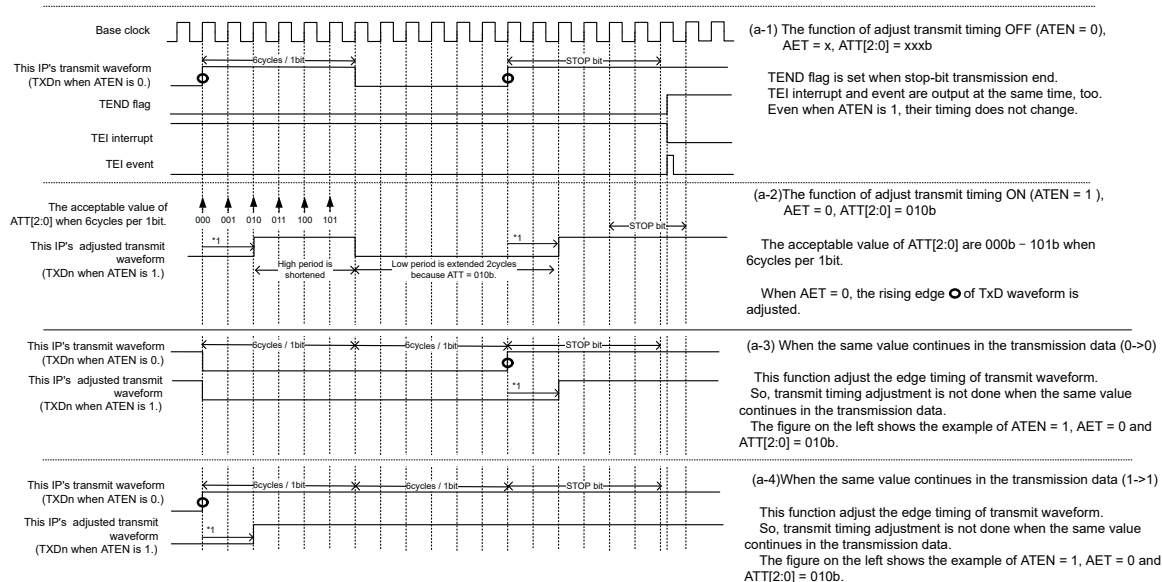 Base clock
This IP's transmit waveform
(TXDn when ATEN is 0.)
6cycles / 1bit
STOP bit
TEND flag
TEI interrupt
TEI event
(a-1) The function of adjust transmit timing OFF (ATEN = 0),
AET = x, ATT[2:0] = xxxb
TEND flag is set when stop-bit transmission end.
TEI interrupt and event are output at the same time, too.
Even when ATEN is 1, their timing does not change.
The acceptable value of
ATT[2:0] when 6cycles per 1bit.
000 001 010 011 100 101
This IP's adjusted transmit
waveform
(TXDn when ATEN is 1.)
*1
High period is
shortened
Low period is extended 2cycles
because ATT = 010b.
*1
STOP bit
(a-2)The function of adjust transmit timing ON (ATEN = 1 ),
AET = 0, ATT[2:0] = 010b
The acceptable value of ATT[2:0] are 000b − 101b when
6cycles per 1bit.
When AET = 0, the rising edge O of TxD waveform is
adjusted.
This IP's transmit waveform
(TXDn when ATEN is 0.)
6cycles / 1bit
6cycles / 1bit
STOP bit
This IP's adjusted transmit
waveform
(TXDn when ATEN is 1.)
*1
(a-3) When the same value continues in the transmission data (0->0)
This function adjust the edge timing of transmit waveform.
So, transmit timing adjustment is not done when the same value
continues in the transmission data.
The figure on the left shows the example of ATEN = 1, AET = 0 and
ATT[2:0] = 010b.
This IP's transmit waveform
(TXDn when ATEN is 0.)
6cycles / 1bit
6cycles / 1bit
STOP bit
This IP's adjusted transmit
waveform
(TXDn when ATEN is 1.)
*1
(a-4)When the same value continues in the transmission data (1->1)
This function adjust the edge timing of transmit waveform.
So, transmit timing adjustment is not done when the same value
continues in the transmission data.
The figure on the left shows the example of ATEN = 1, AET = 0 and
ATT[2:0] = 010b.